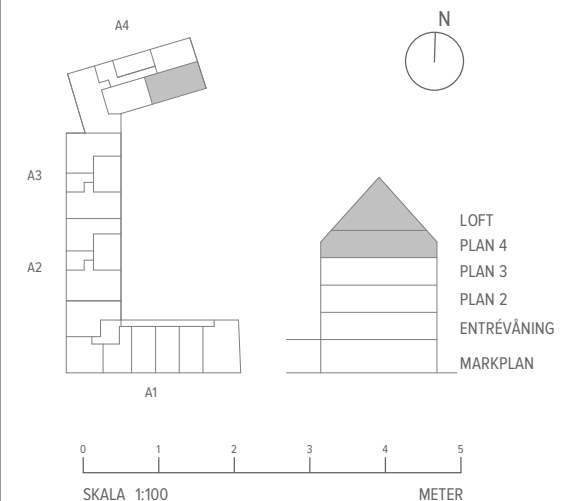 A4
N
A3
A2
A1
LOFT
PLAN 4
PLAN 3
PLAN 2
ENTRÉVÅNING
MARKPLAN
0 1 2 3 4 5
SKALA 1:100 METER